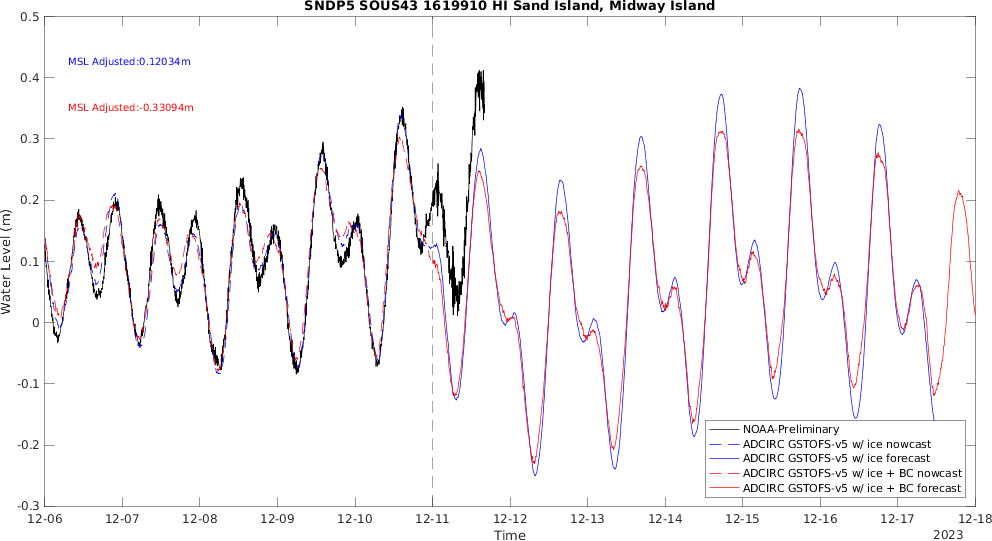 SNDP5 SOUS43 1619910 HI Sand Island, Midway Island
0.5
0.4
0.3
0.2
0.1
0
-0.1
-0.2
-0.3
Water Level (m)
MSL Adjusted:0.12034m
MSL Adjusted:-0.33094m
NOAA-Preliminary
ADCIRC GSTOFS-v5 w/ ice nowcast
ADCIRC GSTOFS-v5 w/ ice forecast
ADCIRC GSTOFS-v5 w/ ice + BC nowcast
ADCIRC GSTOFS-v5 w/ ice + BC forecast
12-06 12-07 12-08 12-09 12-10 12-11 12-12 12-13 12-14 12-15 12-16 12-17 12-18
Time
2023